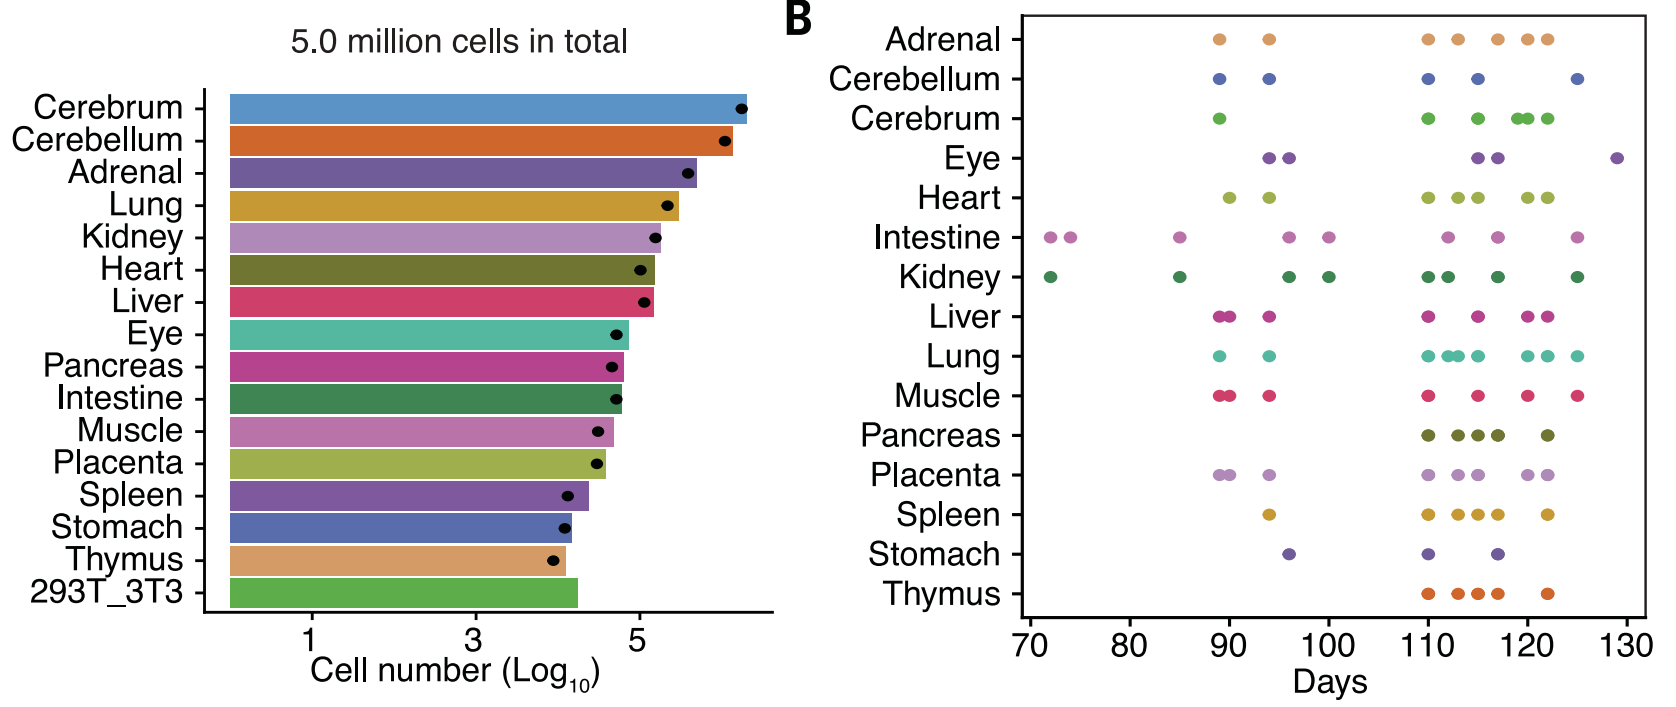 5.0 million cells in total
Cerebrum
Cerebellum
Adrenal
Lung
Kidney
Heart
Liver
Eye
Pancreas
Intestine
Muscle
Placenta
Spleen
Stomach
Thymus
293T_3T3
1 3 5
Cell number (Log10)
B
Adrenal
Cerebellum
Cerebrum
Eye
Heart
Intestine
Kidney
Liver
Lung
Muscle
Pancreas
Placenta
Spleen
Stomach
Thymus
70 80 90 100 110 120 130
Days